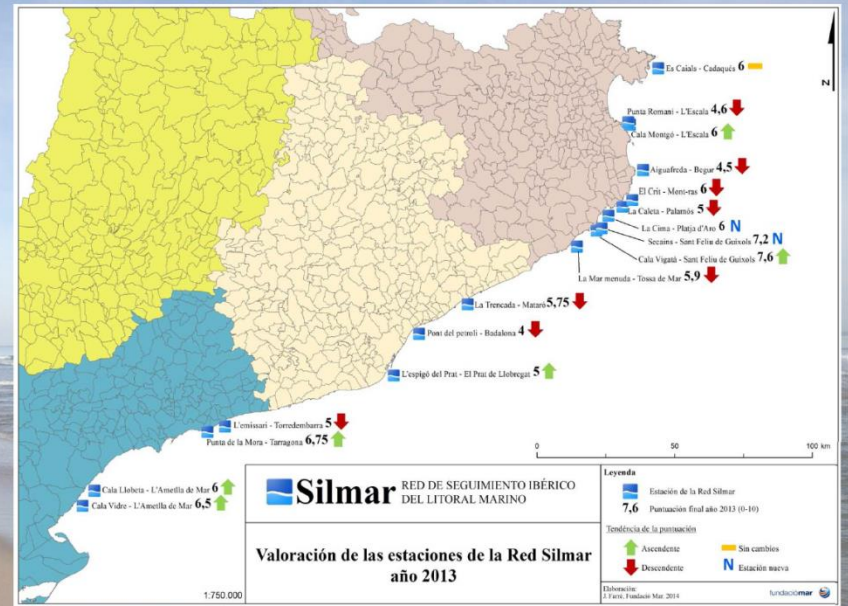 N
Es Caials - Cadaqués 6
Punta Romani - L'Escala 4,6
Cala Montgó - L'Escala 6
Aiguafreda - Begur 4,5
El Crit - Mont-ras 6
La Caleta - Palamós 5
La Cima - Platja d'Aro 6 N
Secains - Sant Feliu de Guíxols 7,2 N
Cala Vigatà - Sant Feliu de Guíxols 7,6
La Mar menuda - Tossa de Mar 5,9
La Trencada - Mataró 5,75
Pont del petroli - Badalona 4
L'espigó del Prat - El Prat de Llobregat 5
L'emissari - Torredembarra 5
Punta de la Mora - Tarragona 6,75
0 50 100 km
Cala Llobeta - L'Ametlla de Mar 6
Cala Vidre - L'Ametlla de Mar 6,5
Silmar RED DE SEGUIMIENTO IBÉRICO
DEL LITORAL MARINO
Valoración de las estaciones de la Red Silmar
año 2013
1:750.000
Leyenda
Estación de la Red Silmar
7,6 Puntuación final año 2013 (0-10)
Tendéncia de la puntuación
Ascendente
Sin cambios
Descendente
N Estación nueva
Elaboración:
J. Farni, Fundació Mar. 2014
fundaciómar